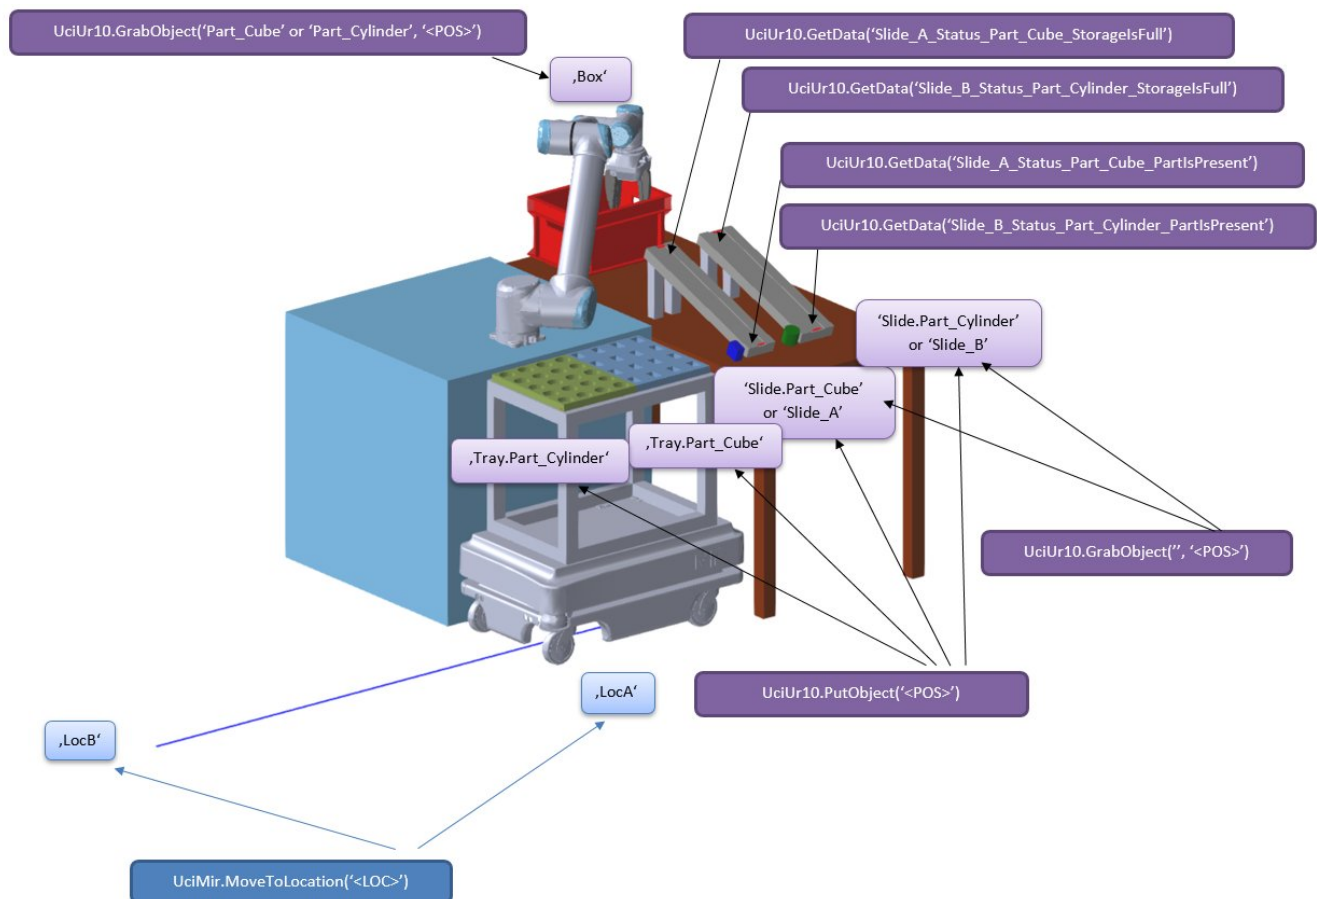 UciUr10.GrabObject(‘Part_Cube’ or ‘Part_Cylinder’, ‘<POS>’)
UciUr10.GetData(‘Slide_A_Status_Part_Cube_StorageIsFull’)
‚Box‘
UciUr10.GetData(‘Slide_B_Status_Part_Cylinder_StorageIsFull’)
UciUr10.GetData(‘Slide_A_Status_Part_Cube_PartIsPresent’)
UciUr10.GetData(‘Slide_B_Status_Part_Cylinder_PartIsPresent’)
‘Slide.Part_Cylinder’
or ‘Slide_B’
‘Slide.Part_Cube’
or ‘Slide_A’
‚Tray.Part_Cube‘
‚Tray.Part_Cylinder‘
UciUr10.GrabObject(’’, ‘<POS>’)
UciUr10.PutObject(‘<POS>’)
‚LocA‘
‚LocB‘
UciMir.MoveToLocation(‘<LOC>’)